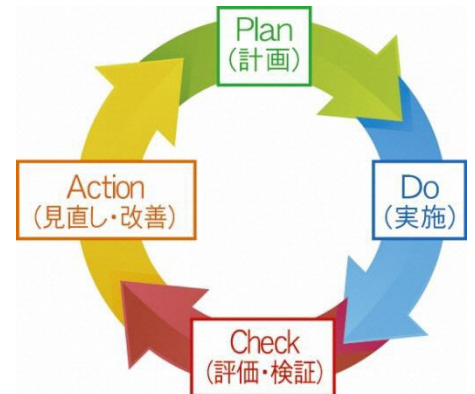 Plan
(計画)
Do
(実施)
Check
(評価・検証)
Action
(見直し・改善)